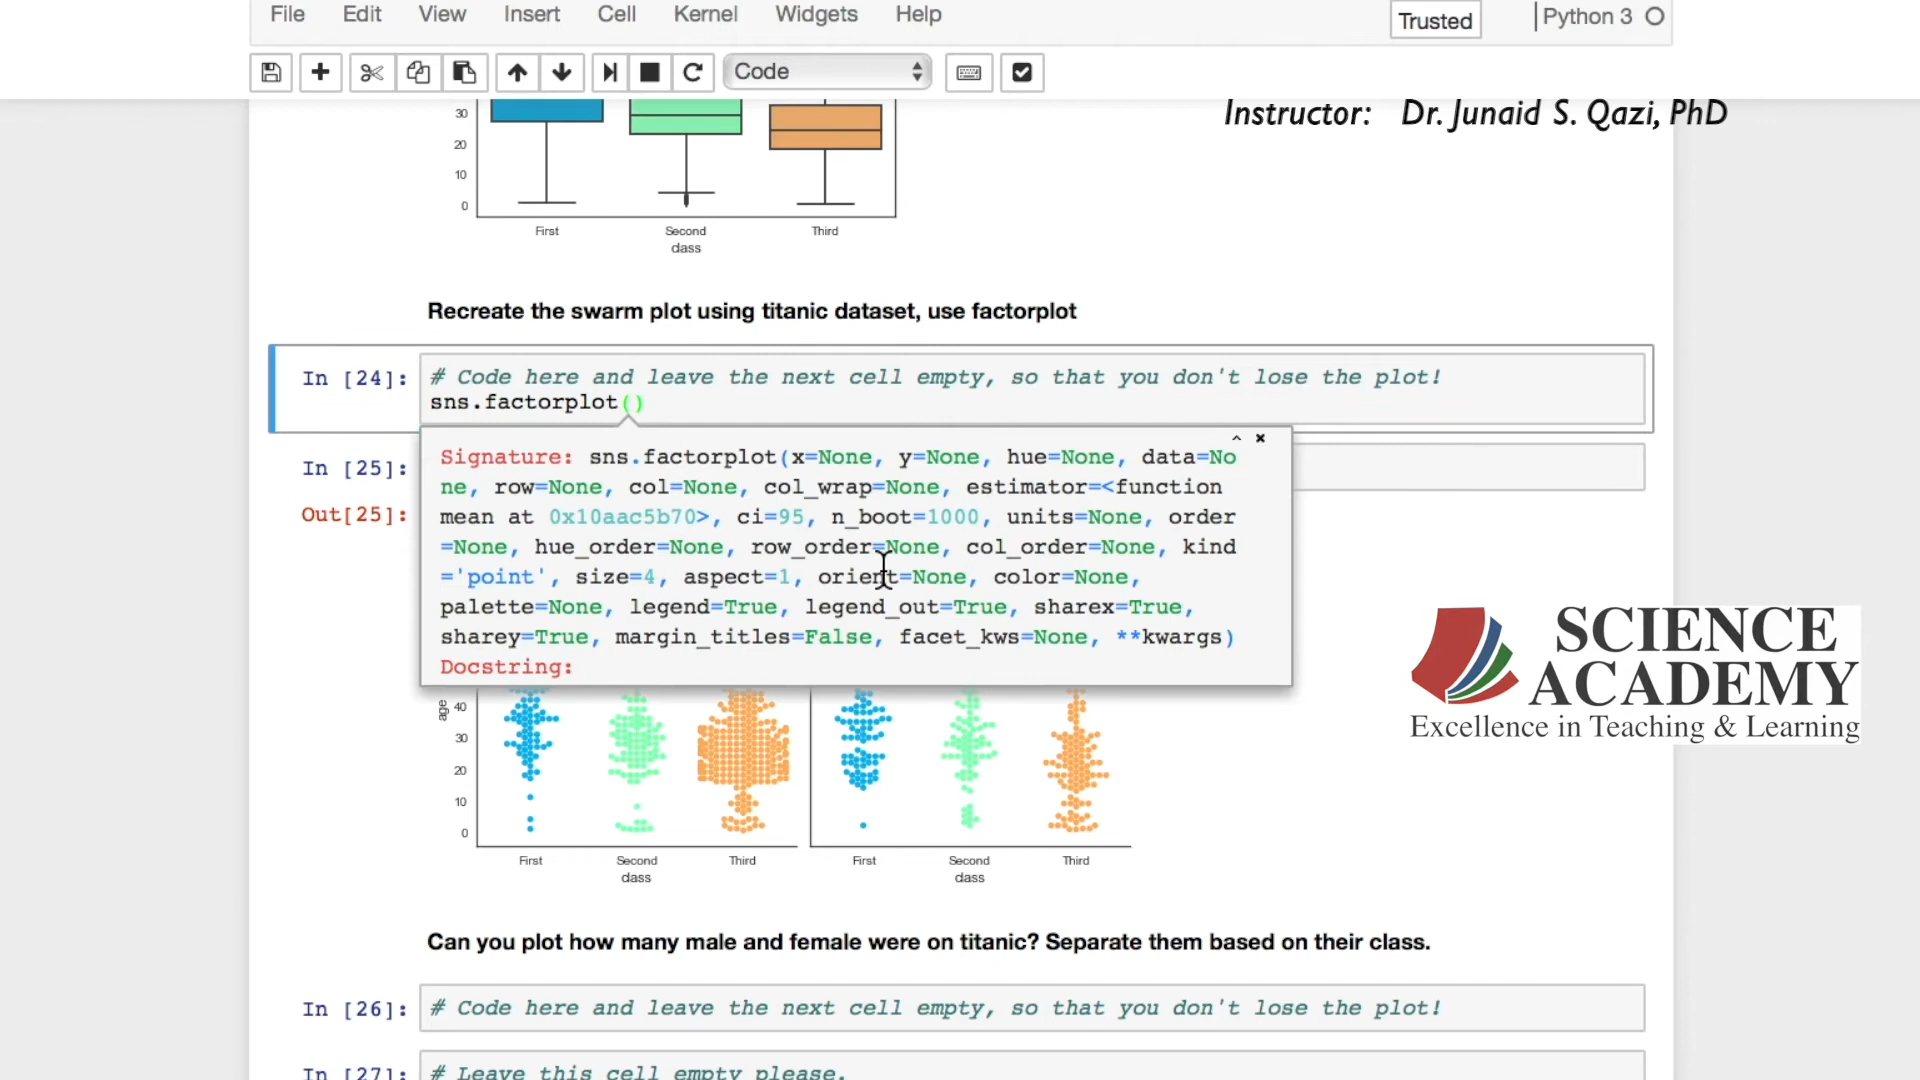 File Edit View Insert Cell Kernel Widgets Help Trusted Python 3
Code
Instructor: Dr. Junaid S. Qazi, PhD
30
20
10
0
First Second Third
class
Recreate the swarm plot using titanic dataset, use factorplot
In [24]: # Code here and leave the next cell empty, so that you don't lose the plot!
sns.factorplot()
In [25]:
Out[25]:
Signature: sns.factorplot(x=None, y=None, hue=None, data=No
ne, row=None, col=None, col_wrap=None, estimator=<function
mean at 0x10aac5b70>, ci=95, n_boot=1000, units=None, order
=None, hue_order=None, row_order=None, col_order=None, kind
='point', size=4, aspect=1, orient=None, color=None,
palette=None, legend=True, legend_out=True, sharex=True,
sharey=True, margin_titles=False, facet_kws=None, **kwargs)
Docstring:
SCIENCE
ACADEMY
Excellence in Teaching & Learning
age
40
30
20
10
0
First Second Third First Second Third
class class
Can you plot how many male and female were on titanic? Separate them based on their class.
In [26]: # Code here and leave the next cell empty, so that you don't lose the plot!
In [27]: # Leave this cell empty please.